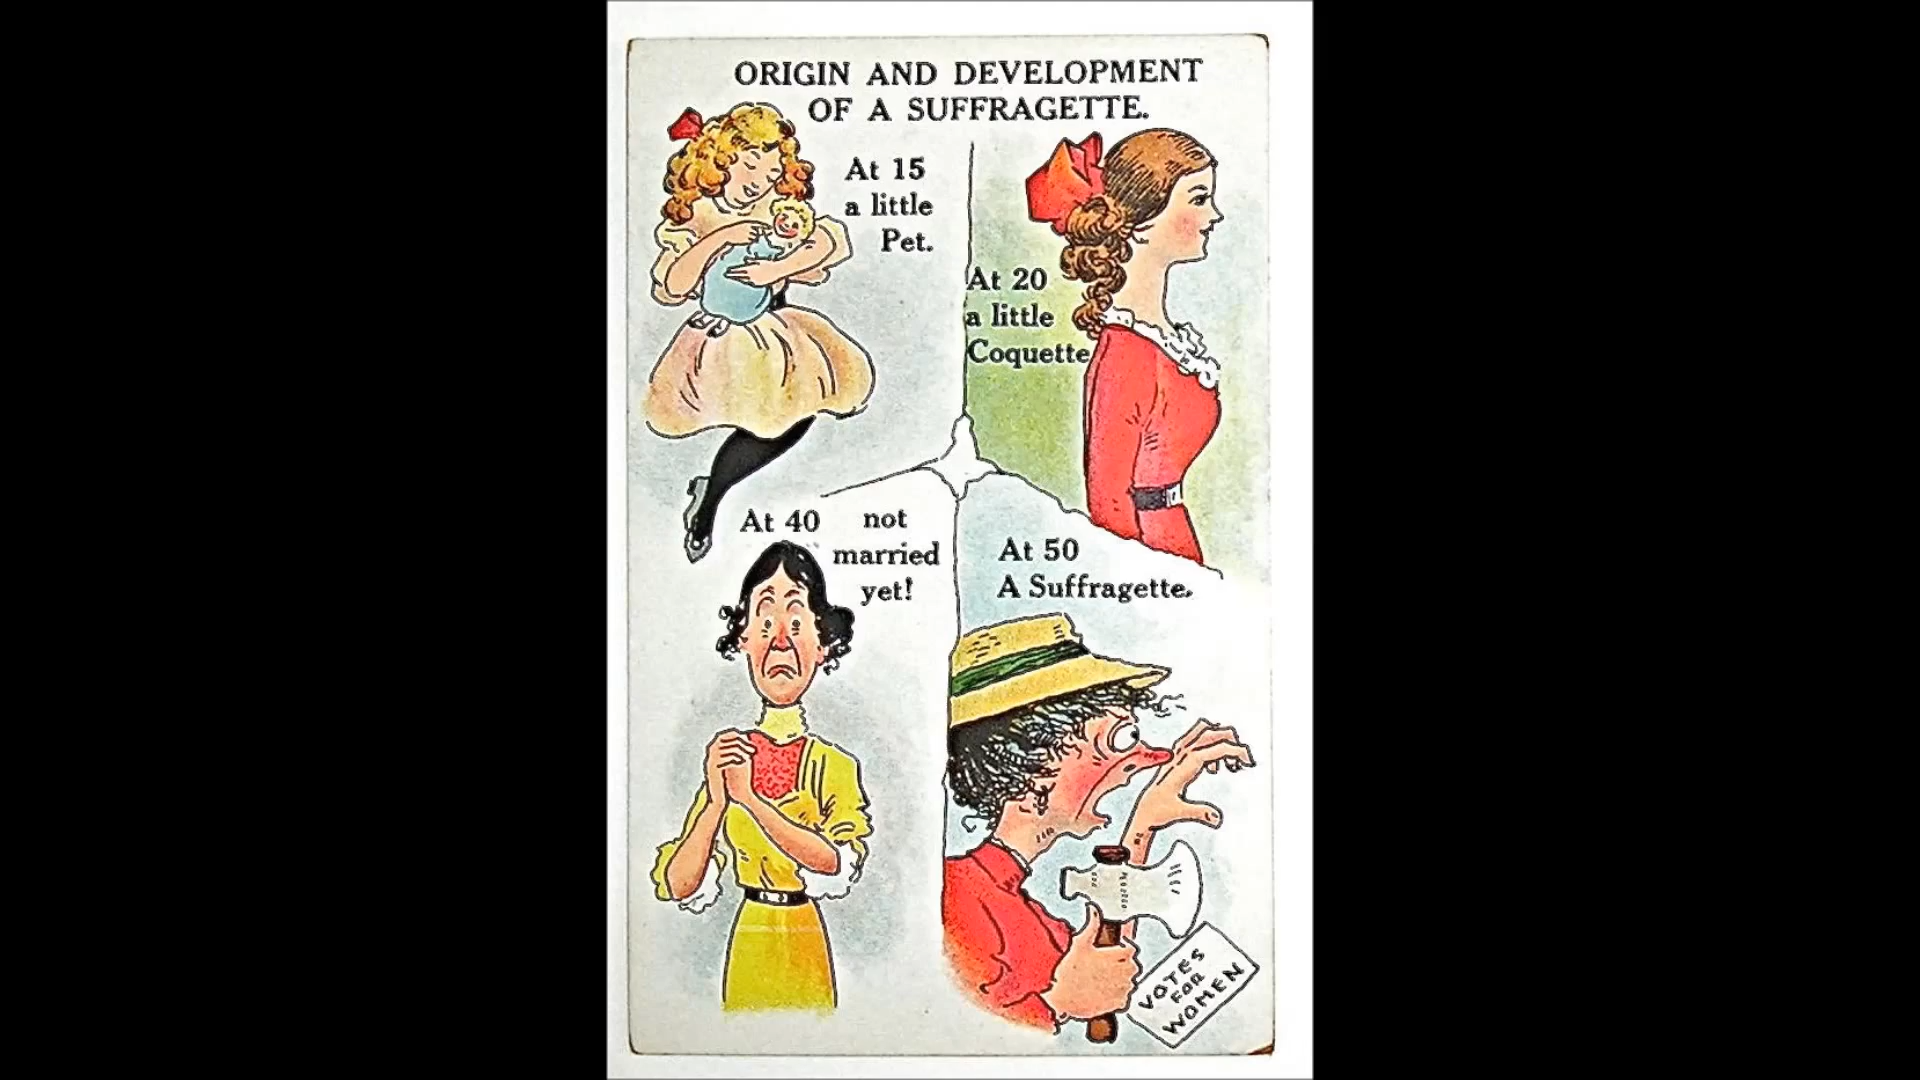 ORIGIN AND DEVELOPMENT
OF A SUFFRAGETTE.
At 15
a little
Pet.
At 20
a little
Coquette
At 40 not
married
yet!
At 50
A Suffragette.
VOTES
FOR
WOMEN